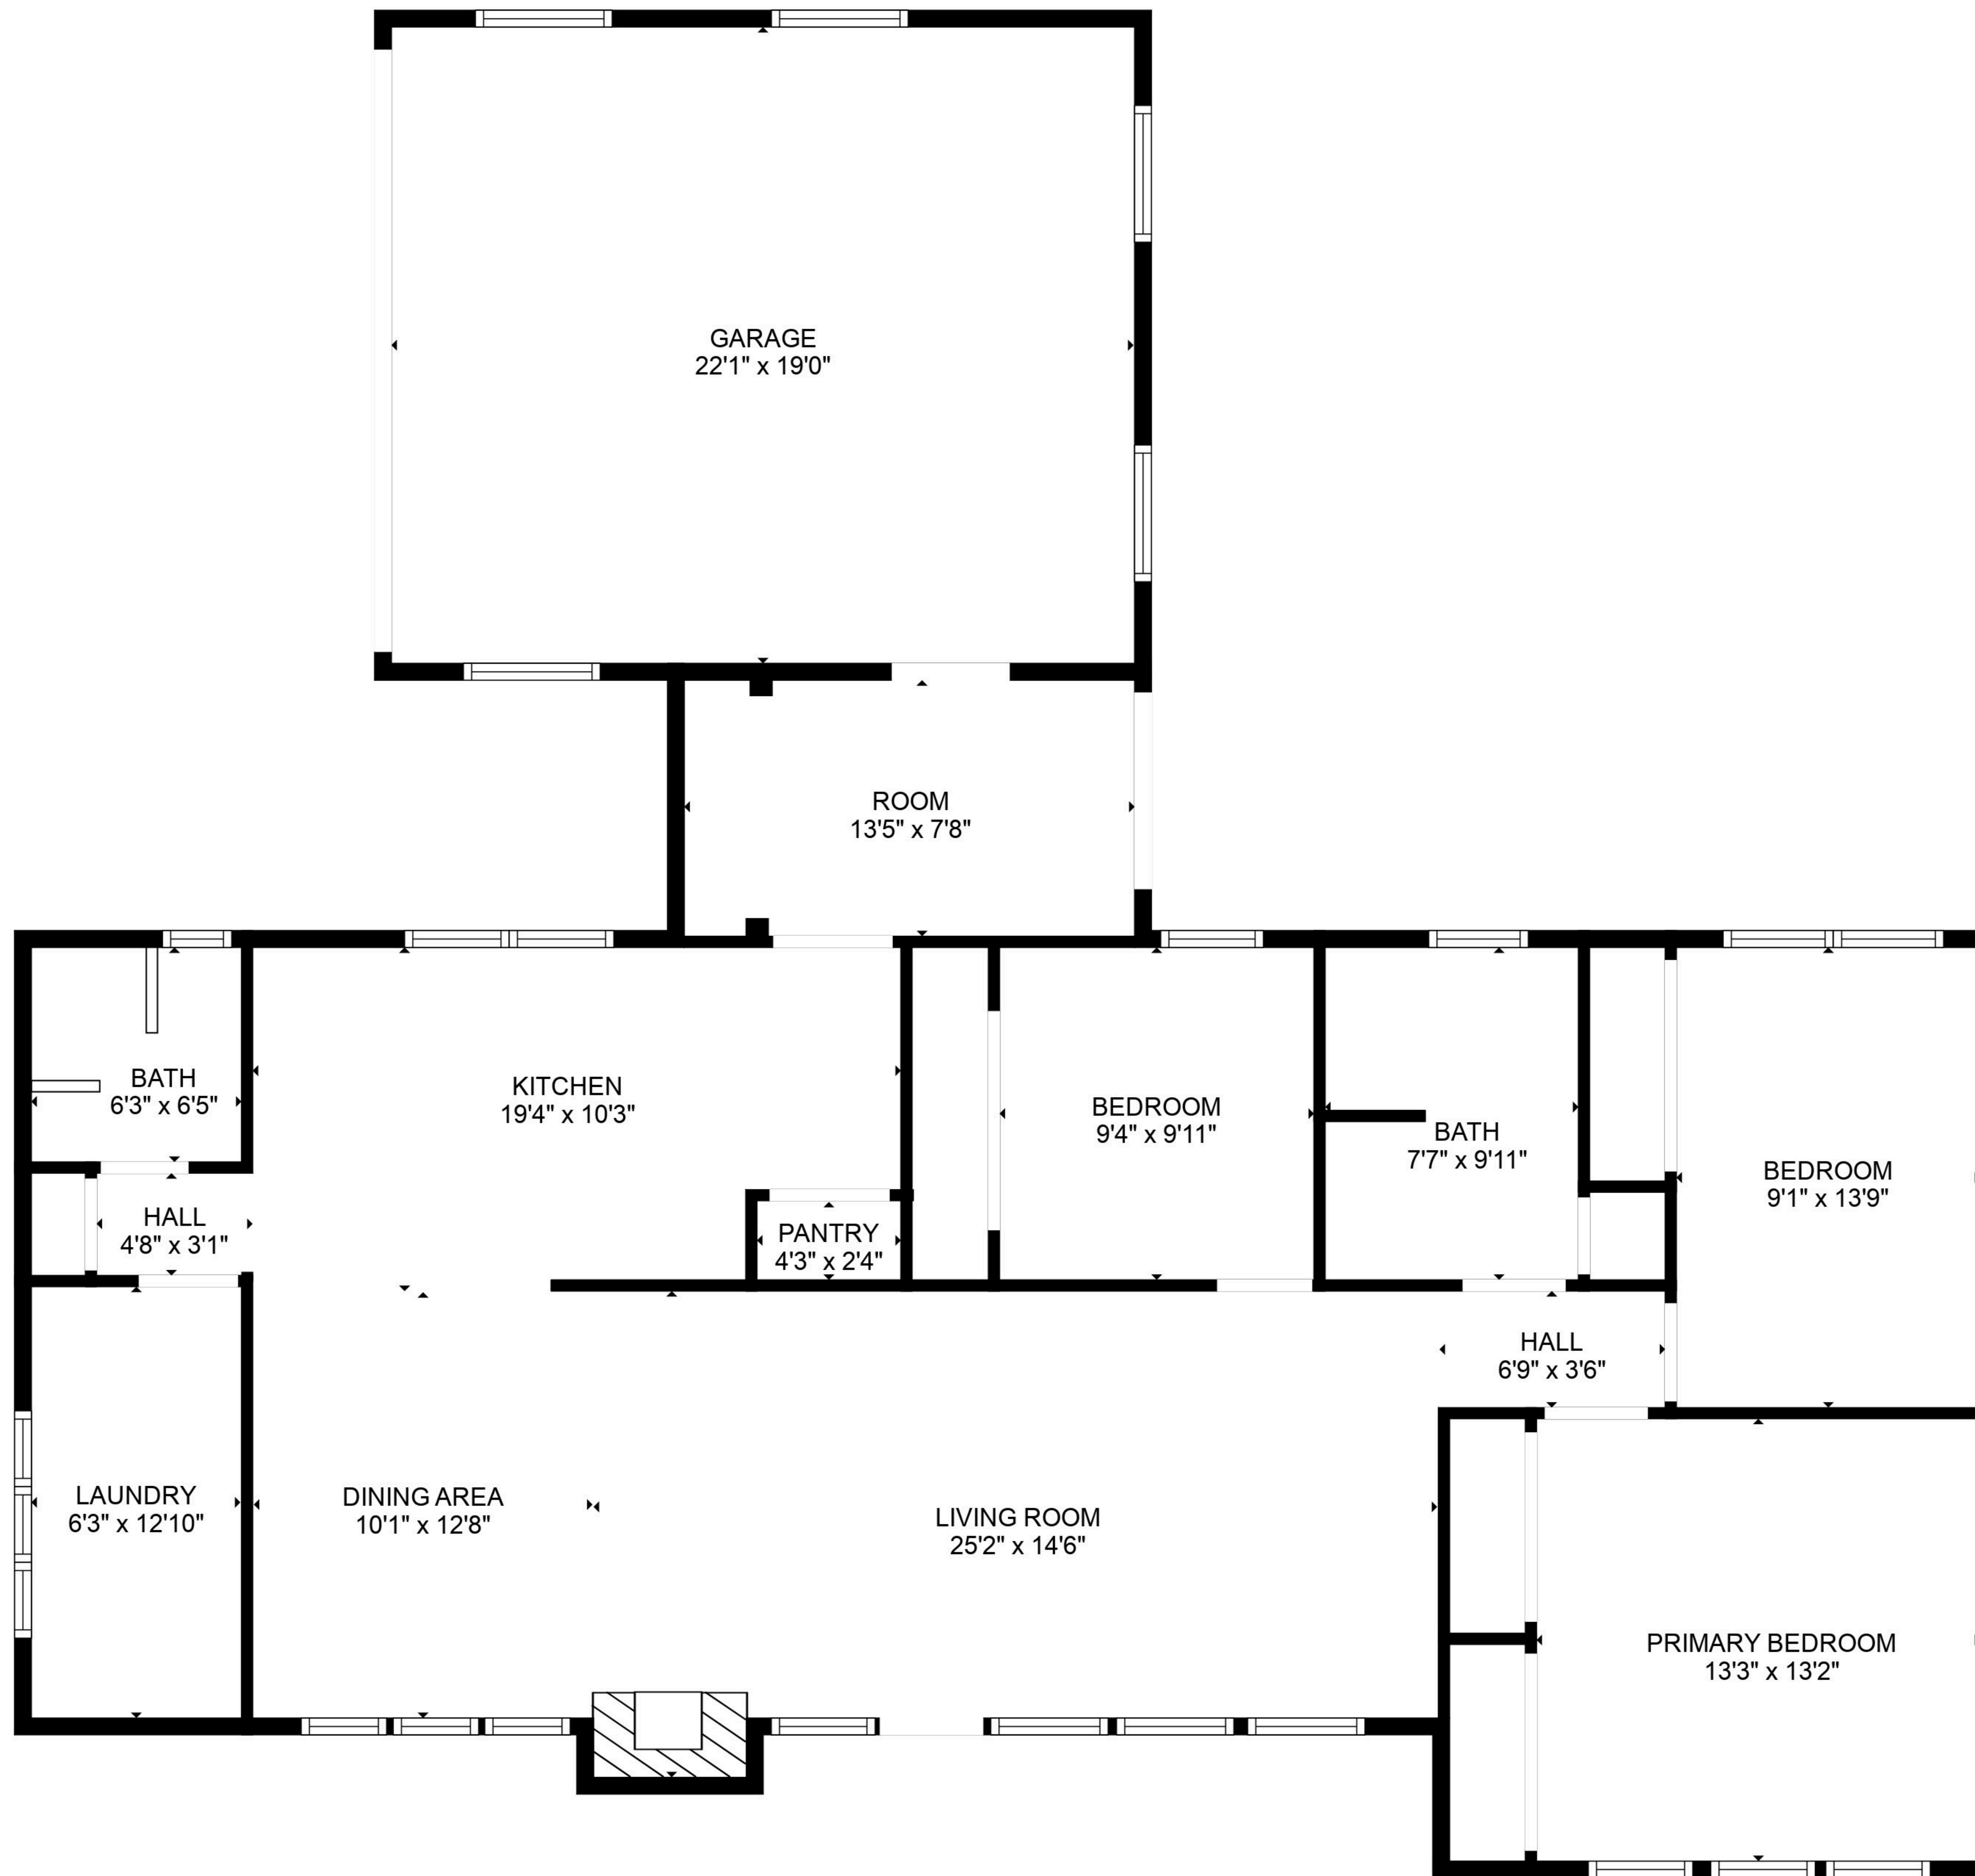 GARAGE
22'1" x 19'0"
ROOM
13'5" x 7'8"
BATH
6'3" x 6'5"
KITCHEN
19'4" x 10'3"
BEDROOM
9'4" x 9'11"
BATH
7'7" x 9'11"
BEDROOM
9'1" x 13'9"
HALL
4'8" x 3'1"
PANTRY
4'3" x 2'4"
HALL
6'9" x 3'6"
LAUNDRY
6'3" x 12'10"
DINING AREA
10'1" x 12'8"
LIVING ROOM
25'2" x 14'6"
PRIMARY BEDROOM
13'3" x 13'2"